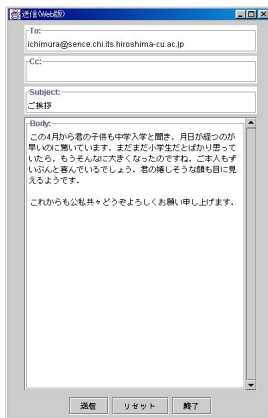 送信(Web版)
To:
ichimura@sence.chi.its.hiroshima-cu.ac.jp
Cc:
Subject:
ご挨拶
Body:
この4月から君の子供も中学入学と聞き、月日が経つのが
早いのに驚いています。まだまだ小学生だとばかり思って
いたら、もうそんなに大きくなったのですね。ご本人もず
いぶんと喜んでいるでしょう。君の嬉しそうな顔も目に見
えるようです。
これからも公私共々どうぞよろしくお願い申し上げます。
送信
リセット
終了